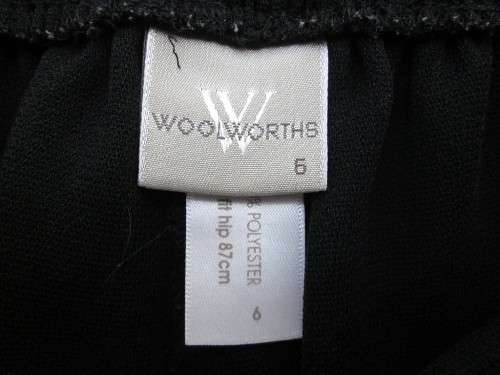 W
WOOLWORTHS
6
% POLYESTER
fit hip 87cm
6